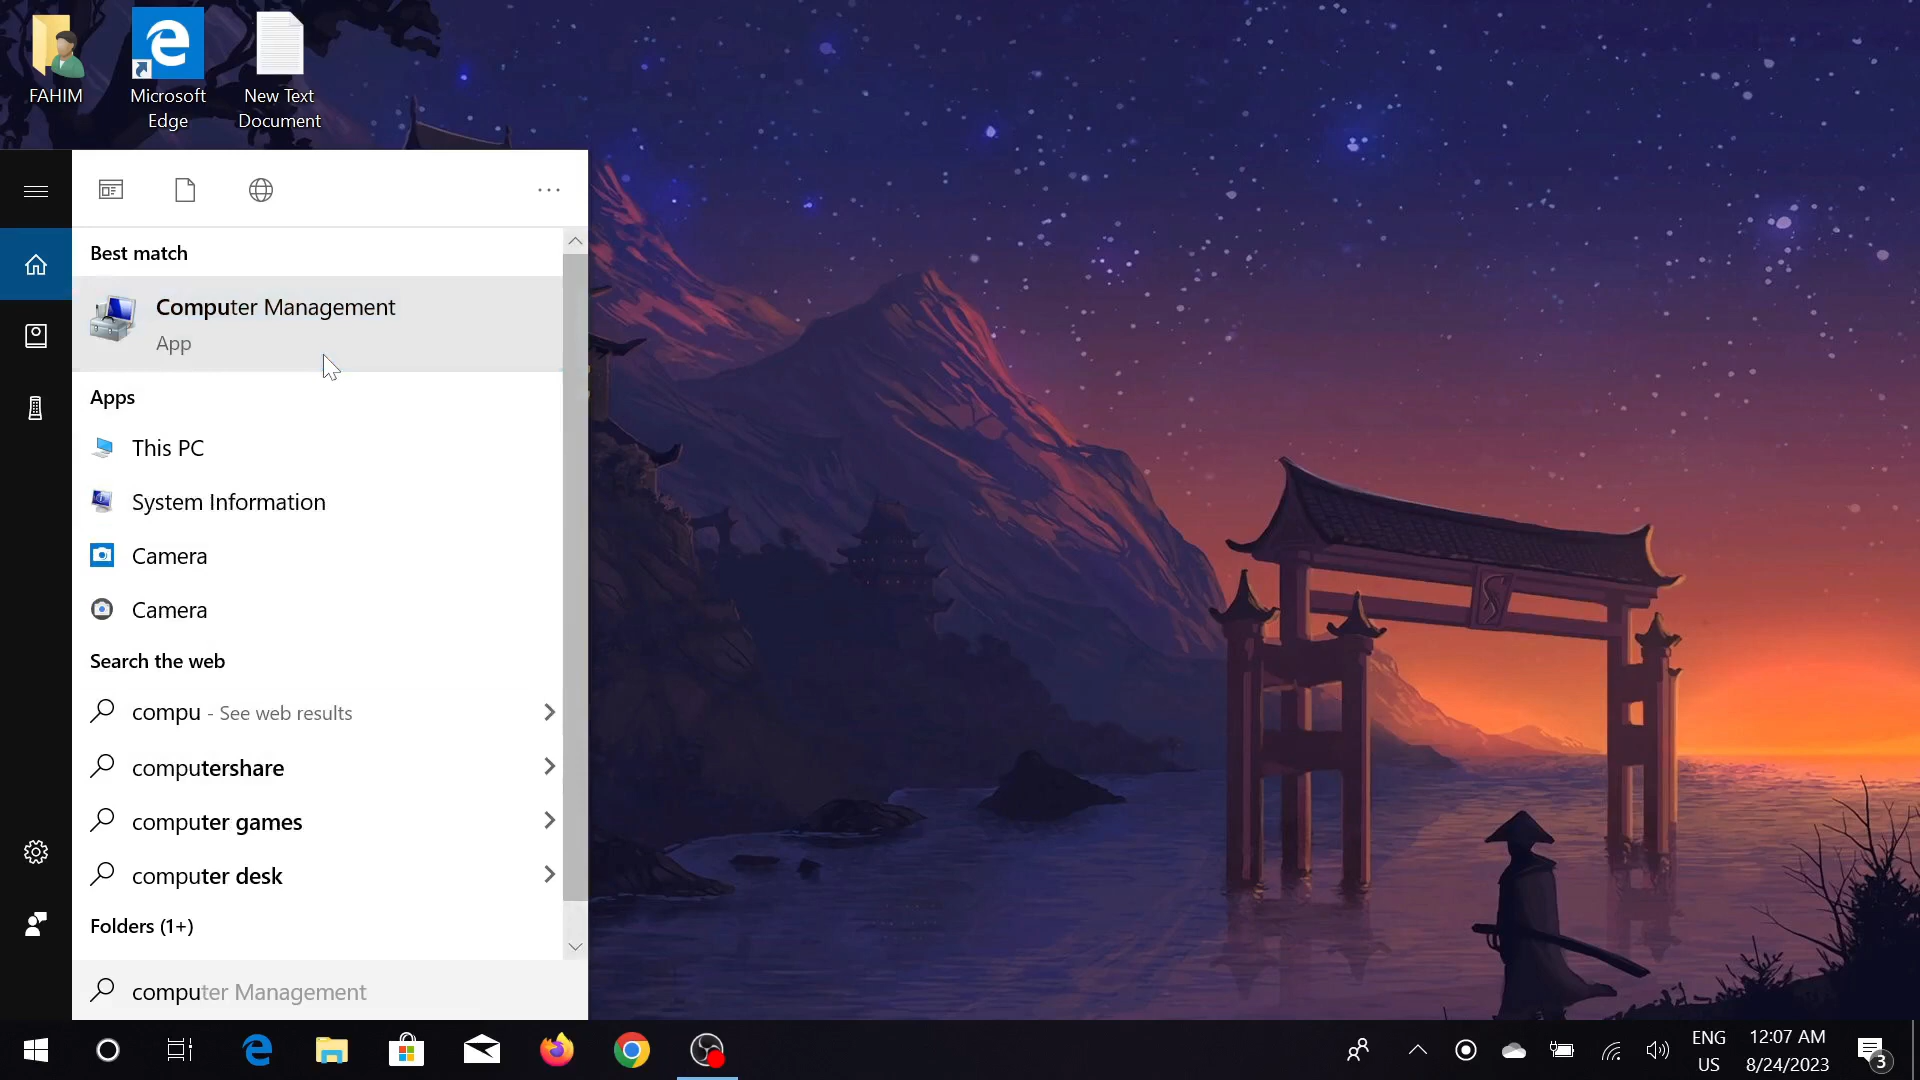 FAHIM
Microsoft
Edge
New Text
Document
Best match
Computer Management
App
Apps
This PC
System Information
Camera
Camera
Search the web
compu - See web results
computershare
computer games
computer desk
Folders (1+)
computer Management
ENG
US
12:07 AM
8/24/2023
3